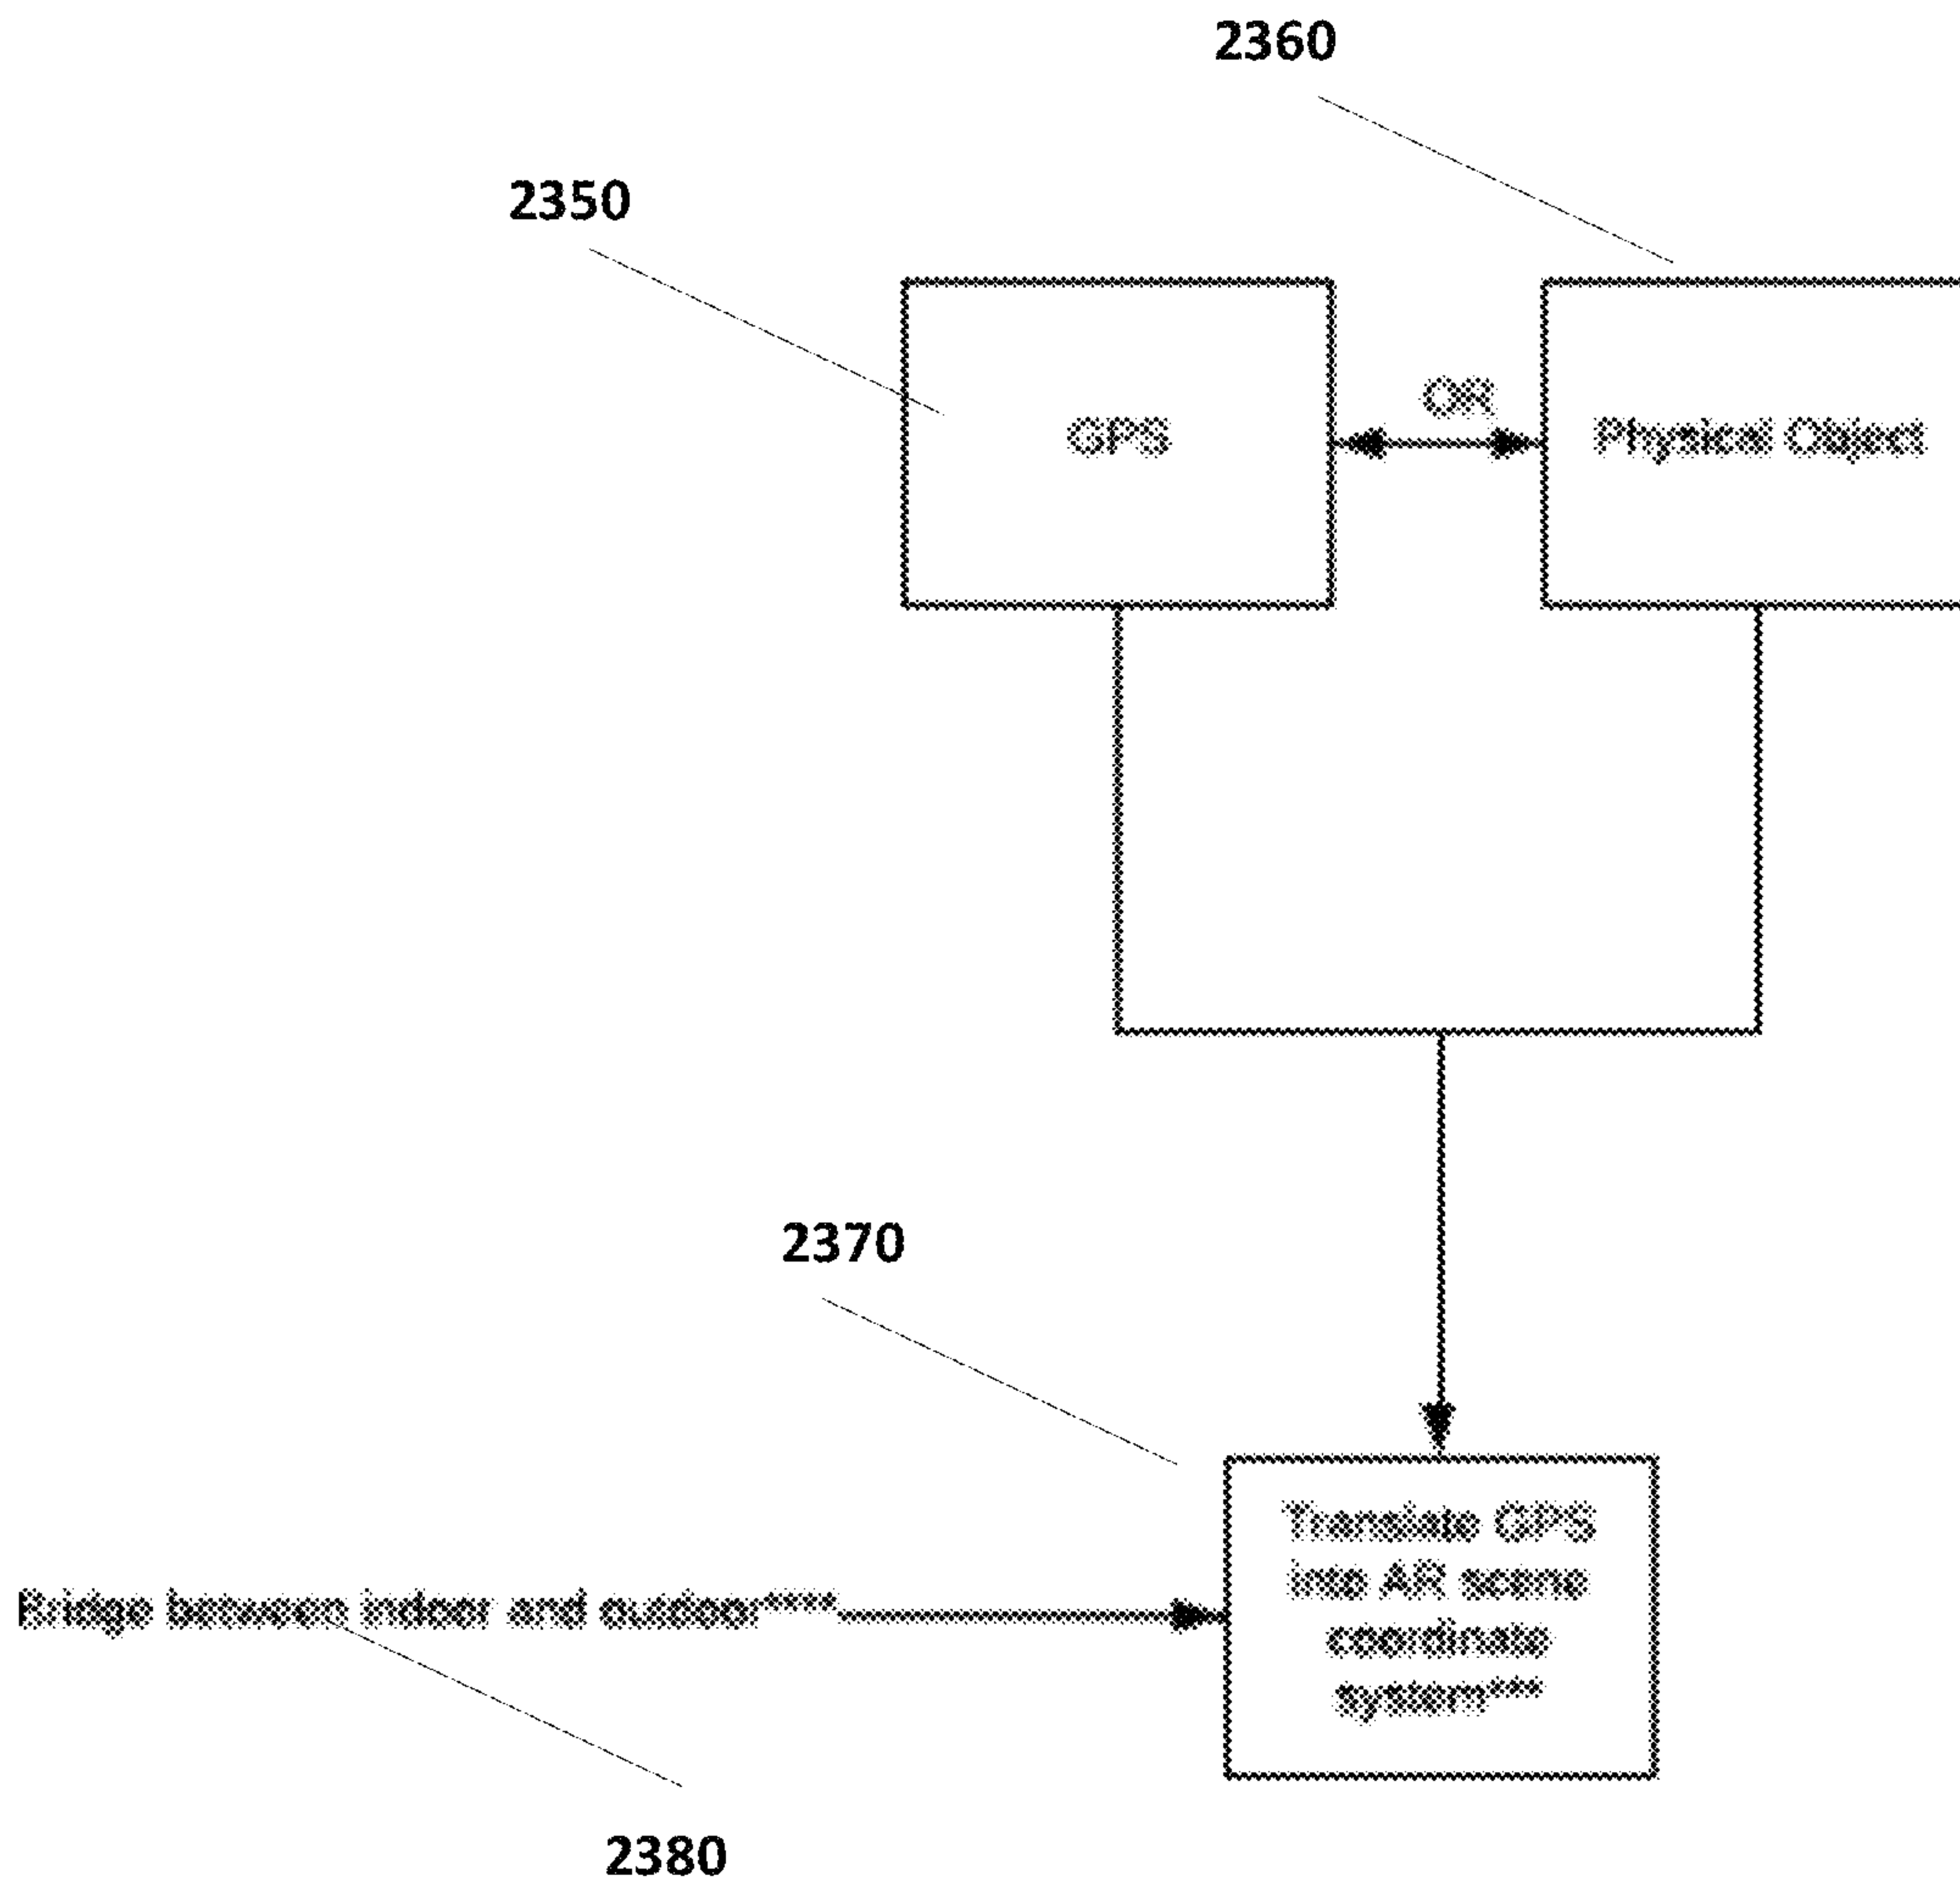 2360
2350
OR
GPS
Physical Object
2370
Translate GPS
into AR scene
coordinate
system***
Bridge between indoor and outdoor****
2380